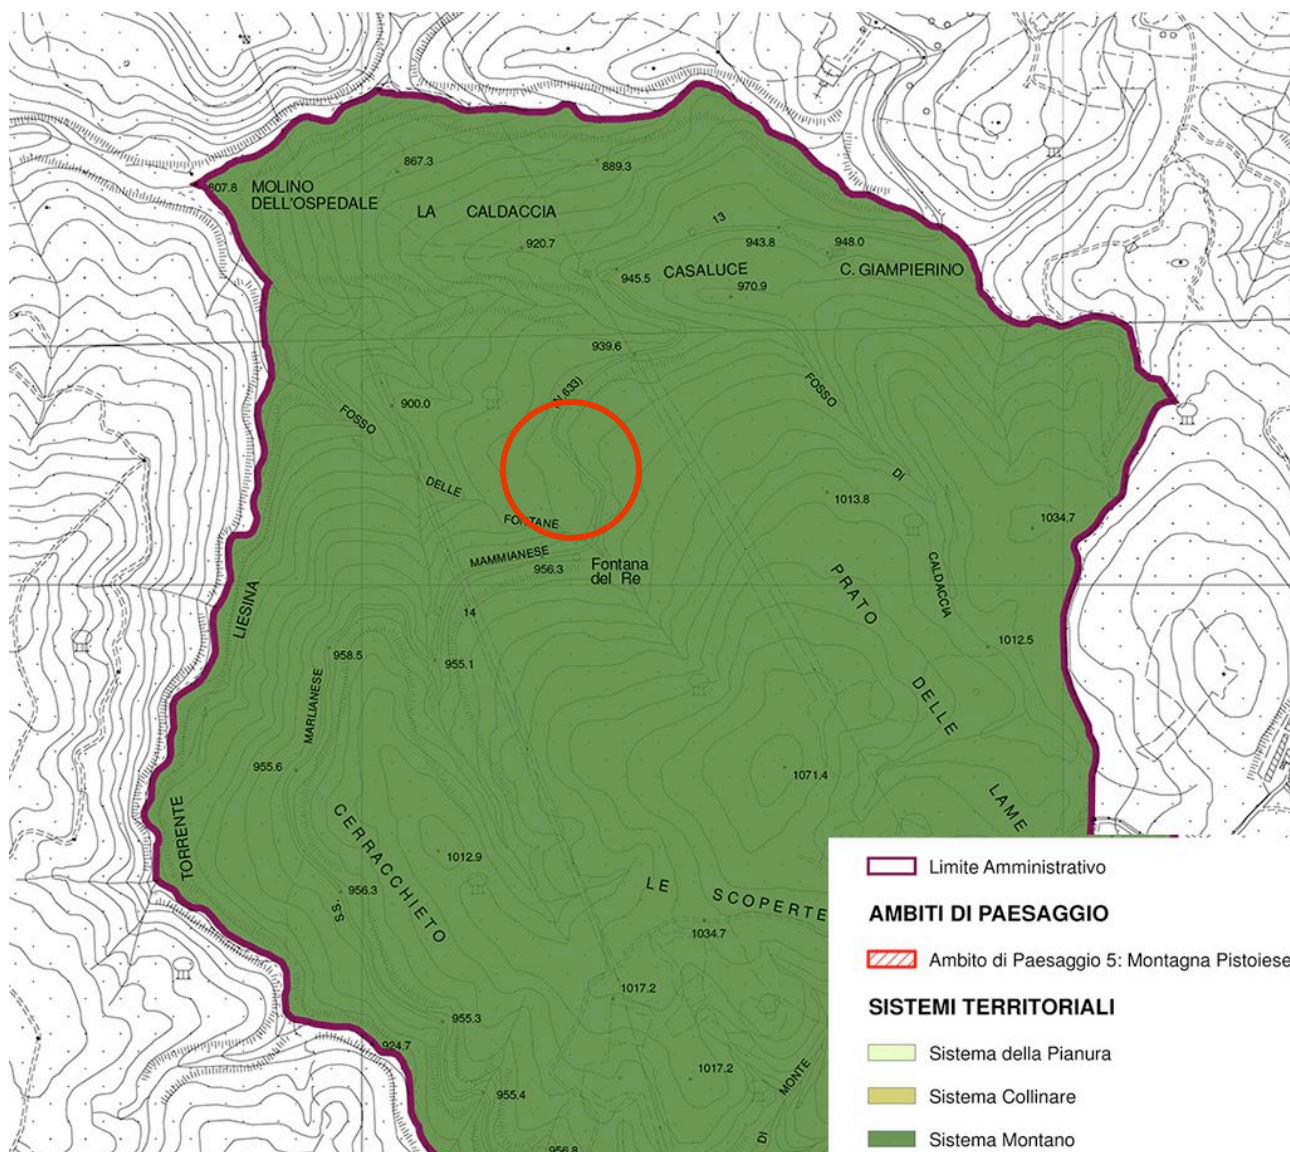 867.3
889.3
807.8
MOLINO
DELL'OSPEDALE
LA CALDACCIA
13
920.7
943.8
948.0
945.5
CASALUCE
C. GIAMPIERINO
970.9
939.6
633)
900.0
FOSSO
FOSSO
DELLE
DI
1013.8
1034.7
FONTANE
MAMMIANESE
956.3
Fontana
del Re
CALDACCIA
PRATO
LIESINA
14
1012.5
958.5
955.1
DELLE
MARLIANESE
955.6
1071.4
LAME
TORRENTE
CERRACCHIETO
1012.9
956.3
S.S.
LE SCOPERTE
1034.7
1017.2
955.3
924.7
1017.2
MONTE
955.4
DI
956.8
Limite Amministrativo
AMBITI DI PAESAGGIO
Ambito di Paesaggio 5: Montagna Pistoiese
SISTEMI TERRITORIALI
Sistema della Pianura
Sistema Collinare
Sistema Montano